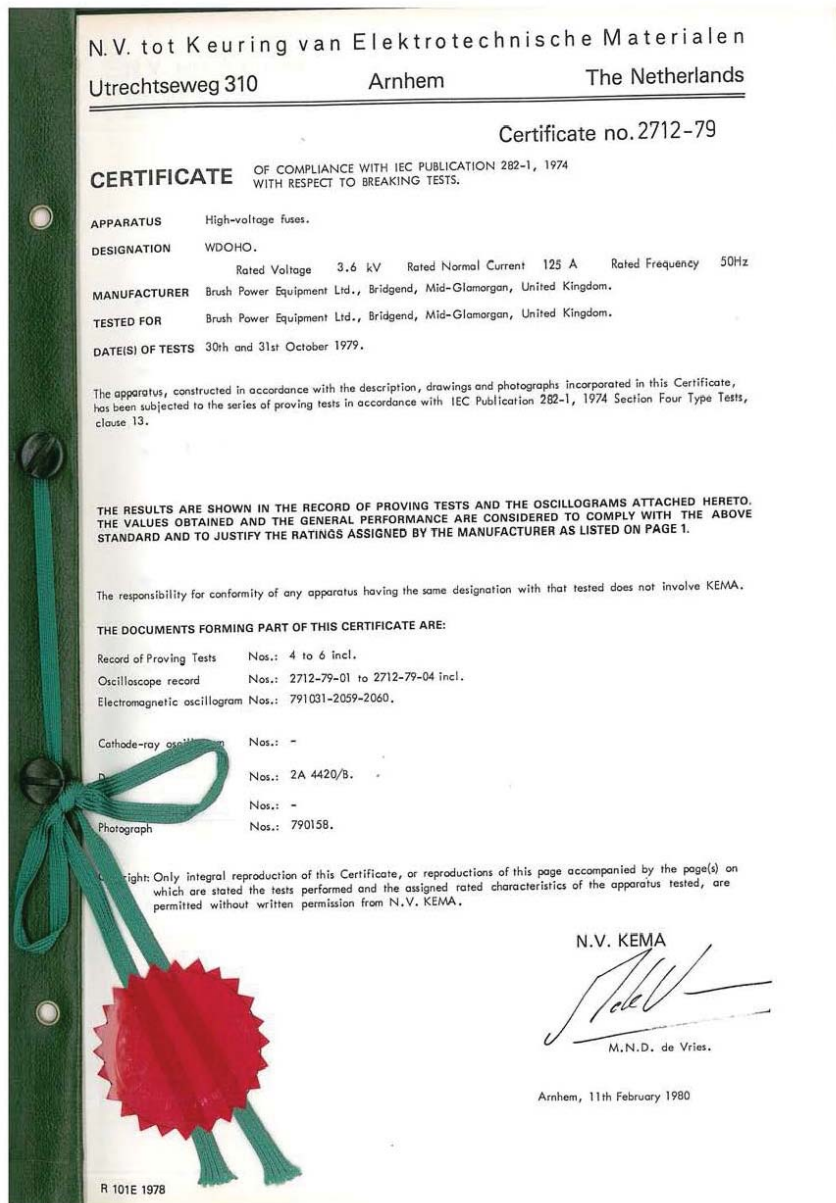 N.V. tot Keuring van Elektrotechnische Materialen
Utrechtseweg 310 Arnhem The Netherlands
Certificate no. 2712-79
CERTIFICATE OF COMPLIANCE WITH IEC PUBLICATION 282-1, 1974
WITH RESPECT TO BREAKING TESTS.
APPARATUS High-voltage fuses.
DESIGNATION WDOHO.
Rated Voltage 3.6 kV Rated Normal Current 125 A Rated Frequency 50Hz
MANUFACTURER Brush Power Equipment Ltd., Bridgend, Mid-Glamorgan, United Kingdom.
TESTED FOR Brush Power Equipment Ltd., Bridgend, Mid-Glamorgan, United Kingdom.
DATE(S) OF TESTS 30th and 31st October 1979.
The apparatus, constructed in accordance with the description, drawings and photographs incorporated in this Certificate,
has been subjected to the series of proving tests in accordance with IEC Publication 282-1, 1974 Section Four Type Tests,
clause 13.
THE RESULTS ARE SHOWN IN THE RECORD OF PROVING TESTS AND THE OSCILLOGRAMS ATTACHED HERETO.
THE VALUES OBTAINED AND THE GENERAL PERFORMANCE ARE CONSIDERED TO COMPLY WITH THE ABOVE
STANDARD AND TO JUSTIFY THE RATINGS ASSIGNED BY THE MANUFACTURER AS LISTED ON PAGE 1.
The responsibility for conformity of any apparatus having the same designation with that tested does not involve KEMA.
THE DOCUMENTS FORMING PART OF THIS CERTIFICATE ARE:
Record of Proving Tests Nos.: 4 to 6 incl.
Oscilloscope record Nos.: 2712-79-01 to 2712-79-04 incl.
Electromagnetic oscillogram Nos.: 791031-2059-2060.
Cathode-ray Nos.: -
Nos.: 2A 4420/B.
Nos.: -
Photograph Nos.: 790158.
Only integral reproduction of this Certificate, or reproductions of this page accompanied by the page(s) on
which are stated the tests performed and the assigned rated characteristics of the apparatus tested, are
permitted without written permission from N.V. KEMA.
N.V. KEMA
M.N.D. de Vries.
Arnhem, 11th February 1980
R 101E 1978